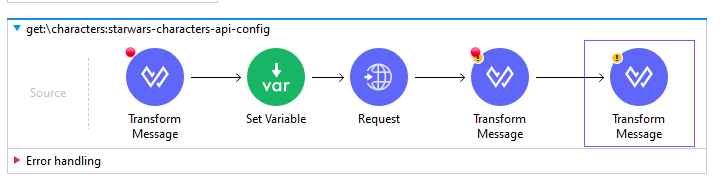 get:\characters:starwars-characters-api-config
Source
Transform
Message
var
Set Variable
Request
Transform
Message
Transform
Message
Error handling